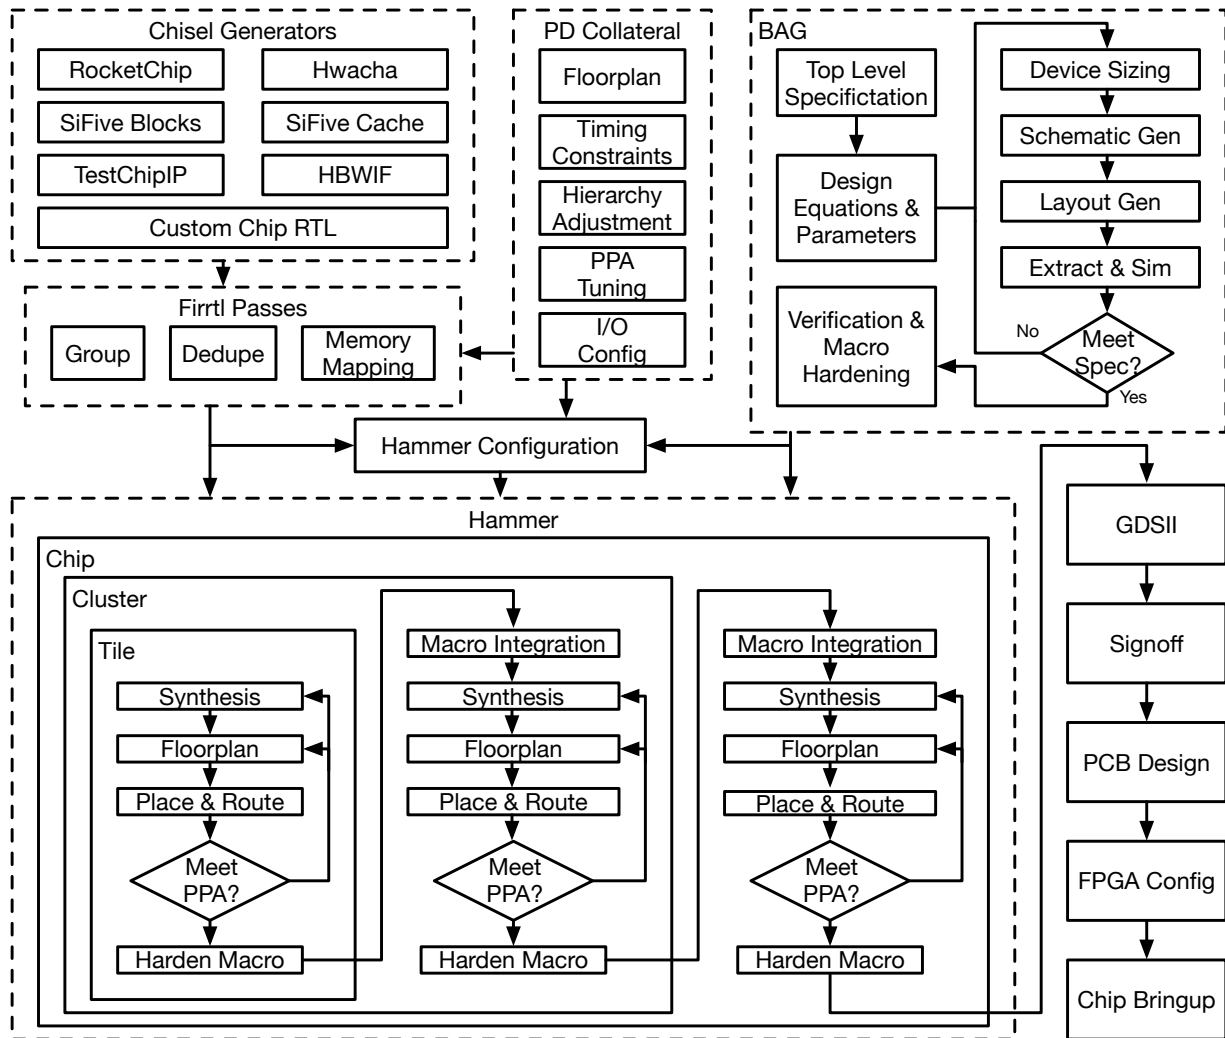 Chisel Generators
RocketChip
Hwacha
SiFive Blocks
SiFive Cache
TestChipIP
HBWIF
Custom Chip RTL
Firrtl Passes
Group
Dedupe
Memory
Mapping
PD Collateral
Floorplan
Timing
Constraints
Hierarchy
Adjustment
PPA
Tuning
I/O
Config
BAG
Top Level
Specifictation
Design
Equations &
Parameters
Verification &
Macro
Hardening
Device Sizing
Schematic Gen
Layout Gen
Extract & Sim
No
Meet
Spec?
Yes
Hammer Configuration
Hammer
Chip
Cluster
Tile
Synthesis
Floorplan
Place & Route
Meet
PPA?
Harden Macro
Macro Integration
Synthesis
Floorplan
Place & Route
Meet
PPA?
Harden Macro
Macro Integration
Synthesis
Floorplan
Place & Route
Meet
PPA?
Harden Macro
GDSII
Signoff
PCB Design
FPGA Config
Chip Bringup